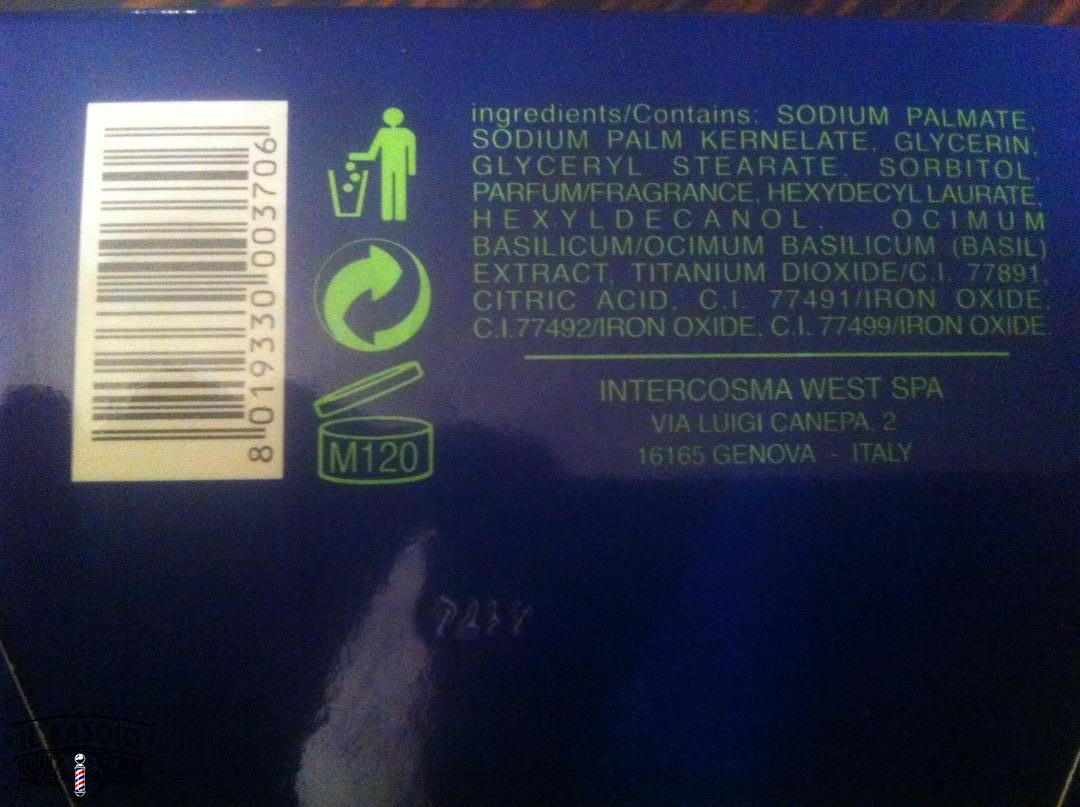 8 019330 003706
M120
ingredients/Contains: SODIUM PALMATE,
SODIUM PALM KERNELATE, GLYCERIN,
GLYCERYL STEARATE, SORBITOL,
PARFUM/FRAGRANCE, HEXYDECYL LAURATE,
HEXYLDECANOL, OCIMUM
BASILICUM/OCIMUM BASILICUM (BASIL)
EXTRACT, TITANIUM DIOXIDE/C.I. 77891,
CITRIC ACID, C.I. 77491/IRON OXIDE,
C.I.77492/IRON OXIDE, C.I. 77499/IRON OXIDE.
INTERCOSMA WEST SPA
VIA LUIGI CANEPA, 2
16165 GENOVA - ITALY